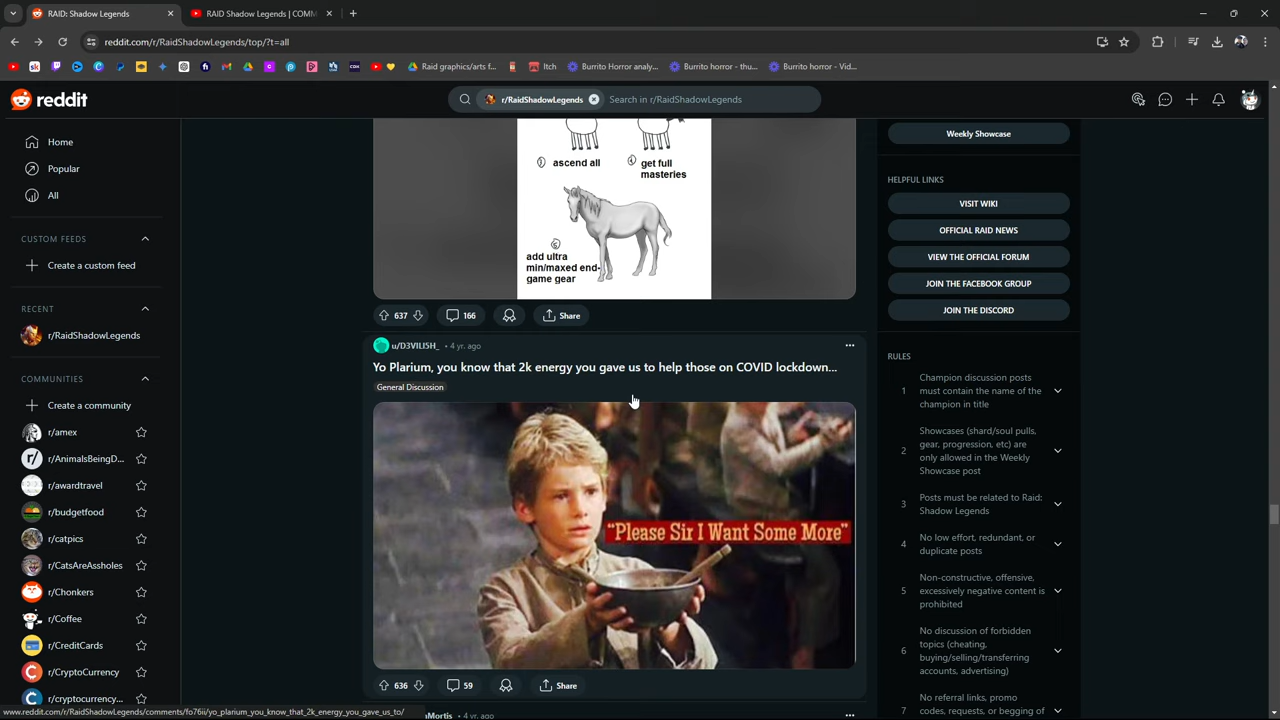 RAID: Shadow Legends
RAID Shadow Legends | COMM
reddit.com/r/RaidShadowLegends/top/?t=all
Raid graphics/arts f...
Itch
Burrito Horror analy...
Burrito horror - thu...
Burrito horror - Vid...
reddit
r/RaidShadowLegends
Search in r/RaidShadowLegends
Home
Popular
All
CUSTOM FEEDS
Create a custom feed
RECENT
r/RaidShadowLegends
COMMUNITIES
Create a community
r/amex
r/AnimalsBeingD...
r/awardtravel
r/budgetfood
r/catpics
r/CatsAreAssholes
r/Chonkers
r/Coffee
r/CreditCards
r/CryptoCurrency
r/cryptocurrency...
www.reddit.com/r/RaidShadowLegends/comments/fo76ii/yo_plarium_you_know_that_2k_energy_you_gave_us_to/
3 ascend all
4 get full
masteries
5
add ultra
min/maxed end-
game gear
637
166
Share
u/D3VILI5H_ • 4 yr. ago
Yo Plarium, you know that 2k energy you gave us to help those on COVID lockdown...
General Discussion
"Please Sir I Want Some More"
636
59
Share
Mortis • 4 yr. ago
Weekly Showcase
HELPFUL LINKS
VISIT WIKI
OFFICIAL RAID NEWS
VIEW THE OFFICIAL FORUM
JOIN THE FACEBOOK GROUP
JOIN THE DISCORD
RULES
1 Champion discussion posts
must contain the name of the
champion in title
2 Showcases (shard/soul pulls,
gear, progression, etc) are
only allowed in the Weekly
Showcase post
3 Posts must be related to Raid:
Shadow Legends
4 No low effort, redundant, or
duplicate posts
5 Non-constructive, offensive,
excessively negative content is
prohibited
6 No discussion of forbidden
topics (cheating,
buying/selling/transferring
accounts, advertising)
7 No referral links, promo
codes, requests, or begging of